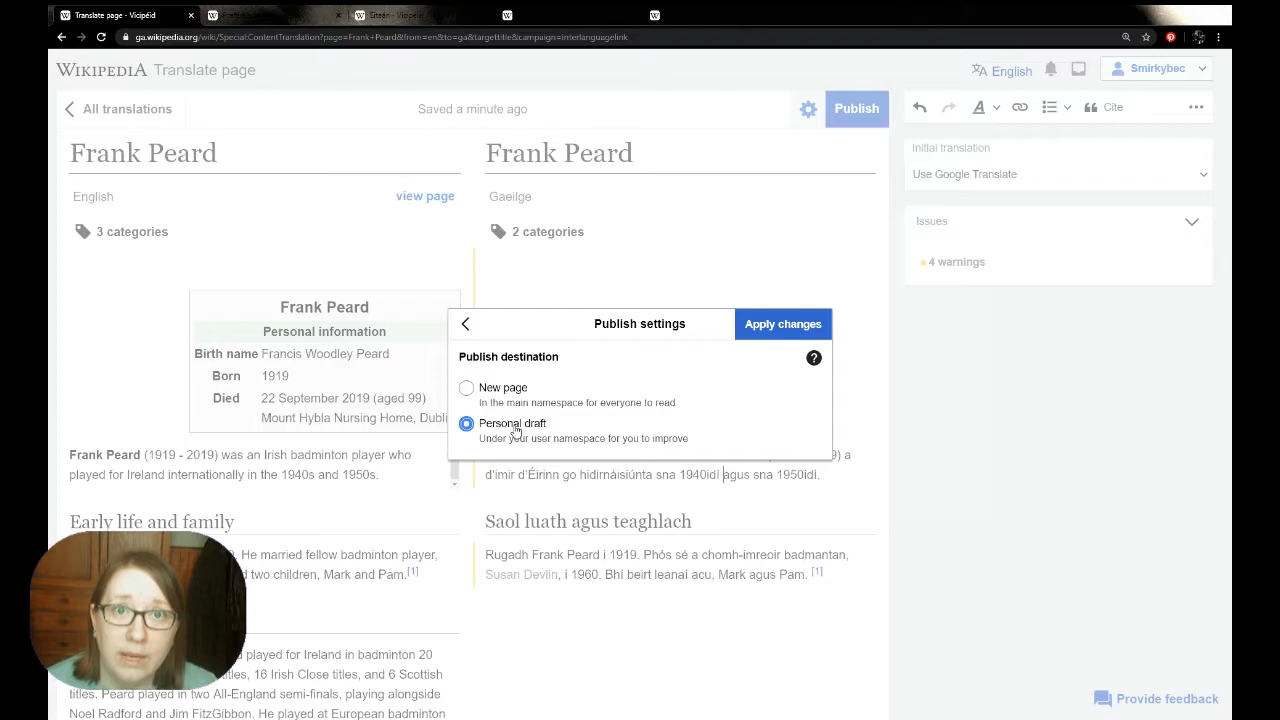 Translate page - Vicipéid
Eiteán - Vicipéid
ga.wikipedia.org/wiki/Special:ContentTranslation?page=Frank+Peard&from=en&to=ga&targettitle&campaign=interlanguagelink
WIKIPEDIA Translate page
English
Smirkybec
All translations
Saved a minute ago
Publish
Cite
Frank Peard
English
view page
3 categories
Frank Peard
Personal information
Birth name Francis Woodley Peard
Born 1919
Died 22 September 2019 (aged 99)
Mount Hybla Nursing Home, Dubli
Frank Peard (1919 - 2019) was an Irish badminton player who
played for Ireland internationally in the 1940s and 1950s.
Early life and family
He married fellow badminton player,
two children, Mark and Pam.[1]
played for Ireland in badminton 20
16 Irish Close titles, and 6 Scottish
titles. Peard played in two All-England semi-finals, playing alongside
Noel Radford and Jim FitzGibbon. He played at European badminton
Frank Peard
Gaeilge
2 categories
Publish settings
Apply changes
Publish destination
?
New page
In the main namespace for everyone to read
Personal draft
Under your user namespace for you to improve
9) a
d'imir d'Éirinn go hidirnáisiúnta sna 1940idí agus sna 1950idí.
Saol luath agus teaghlach
Rugadh Frank Peard i 1919. Phós sé a chomh-imreoir badmantan,
Susan Devlin, i 1960. Bhí beirt leanaí acu, Mark agus Pam. [1]
Initial translation
Use Google Translate
Issues
4 warnings
Provide feedback